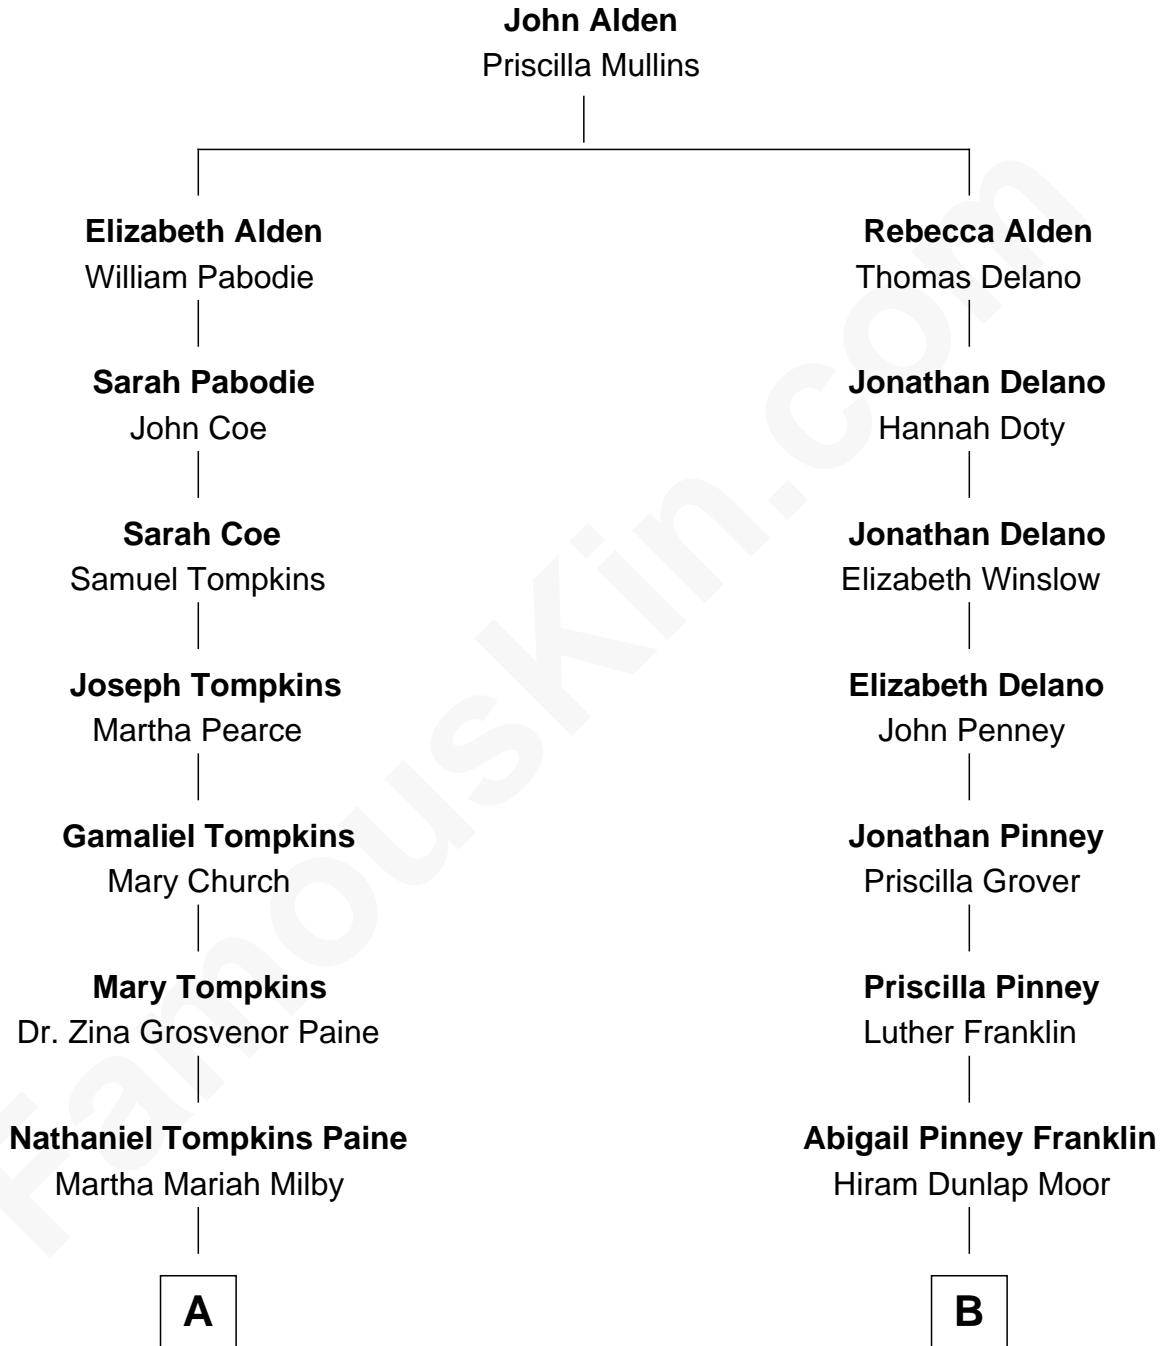 John Alden
Priscilla Mullins
Elizabeth Alden
William Pabodie
Rebecca Alden
Thomas Delano
Sarah Pabodie
John Coe
Jonathan Delano
Hannah Doty
Sarah Coe
Samuel Tompkins
Jonathan Delano
Elizabeth Winslow
Joseph Tompkins
Martha Pearce
Elizabeth Delano
John Penney
Gamaliel Tompkins
Mary Church
Jonathan Pinney
Priscilla Grover
Mary Tompkins
Dr. Zina Grosvenor Paine
Priscilla Pinney
Luther Franklin
Nathaniel Tompkins Paine
Martha Mariah Milby
Abigail Pinney Franklin
Hiram Dunlap Moor
A
B
FamousKin.com